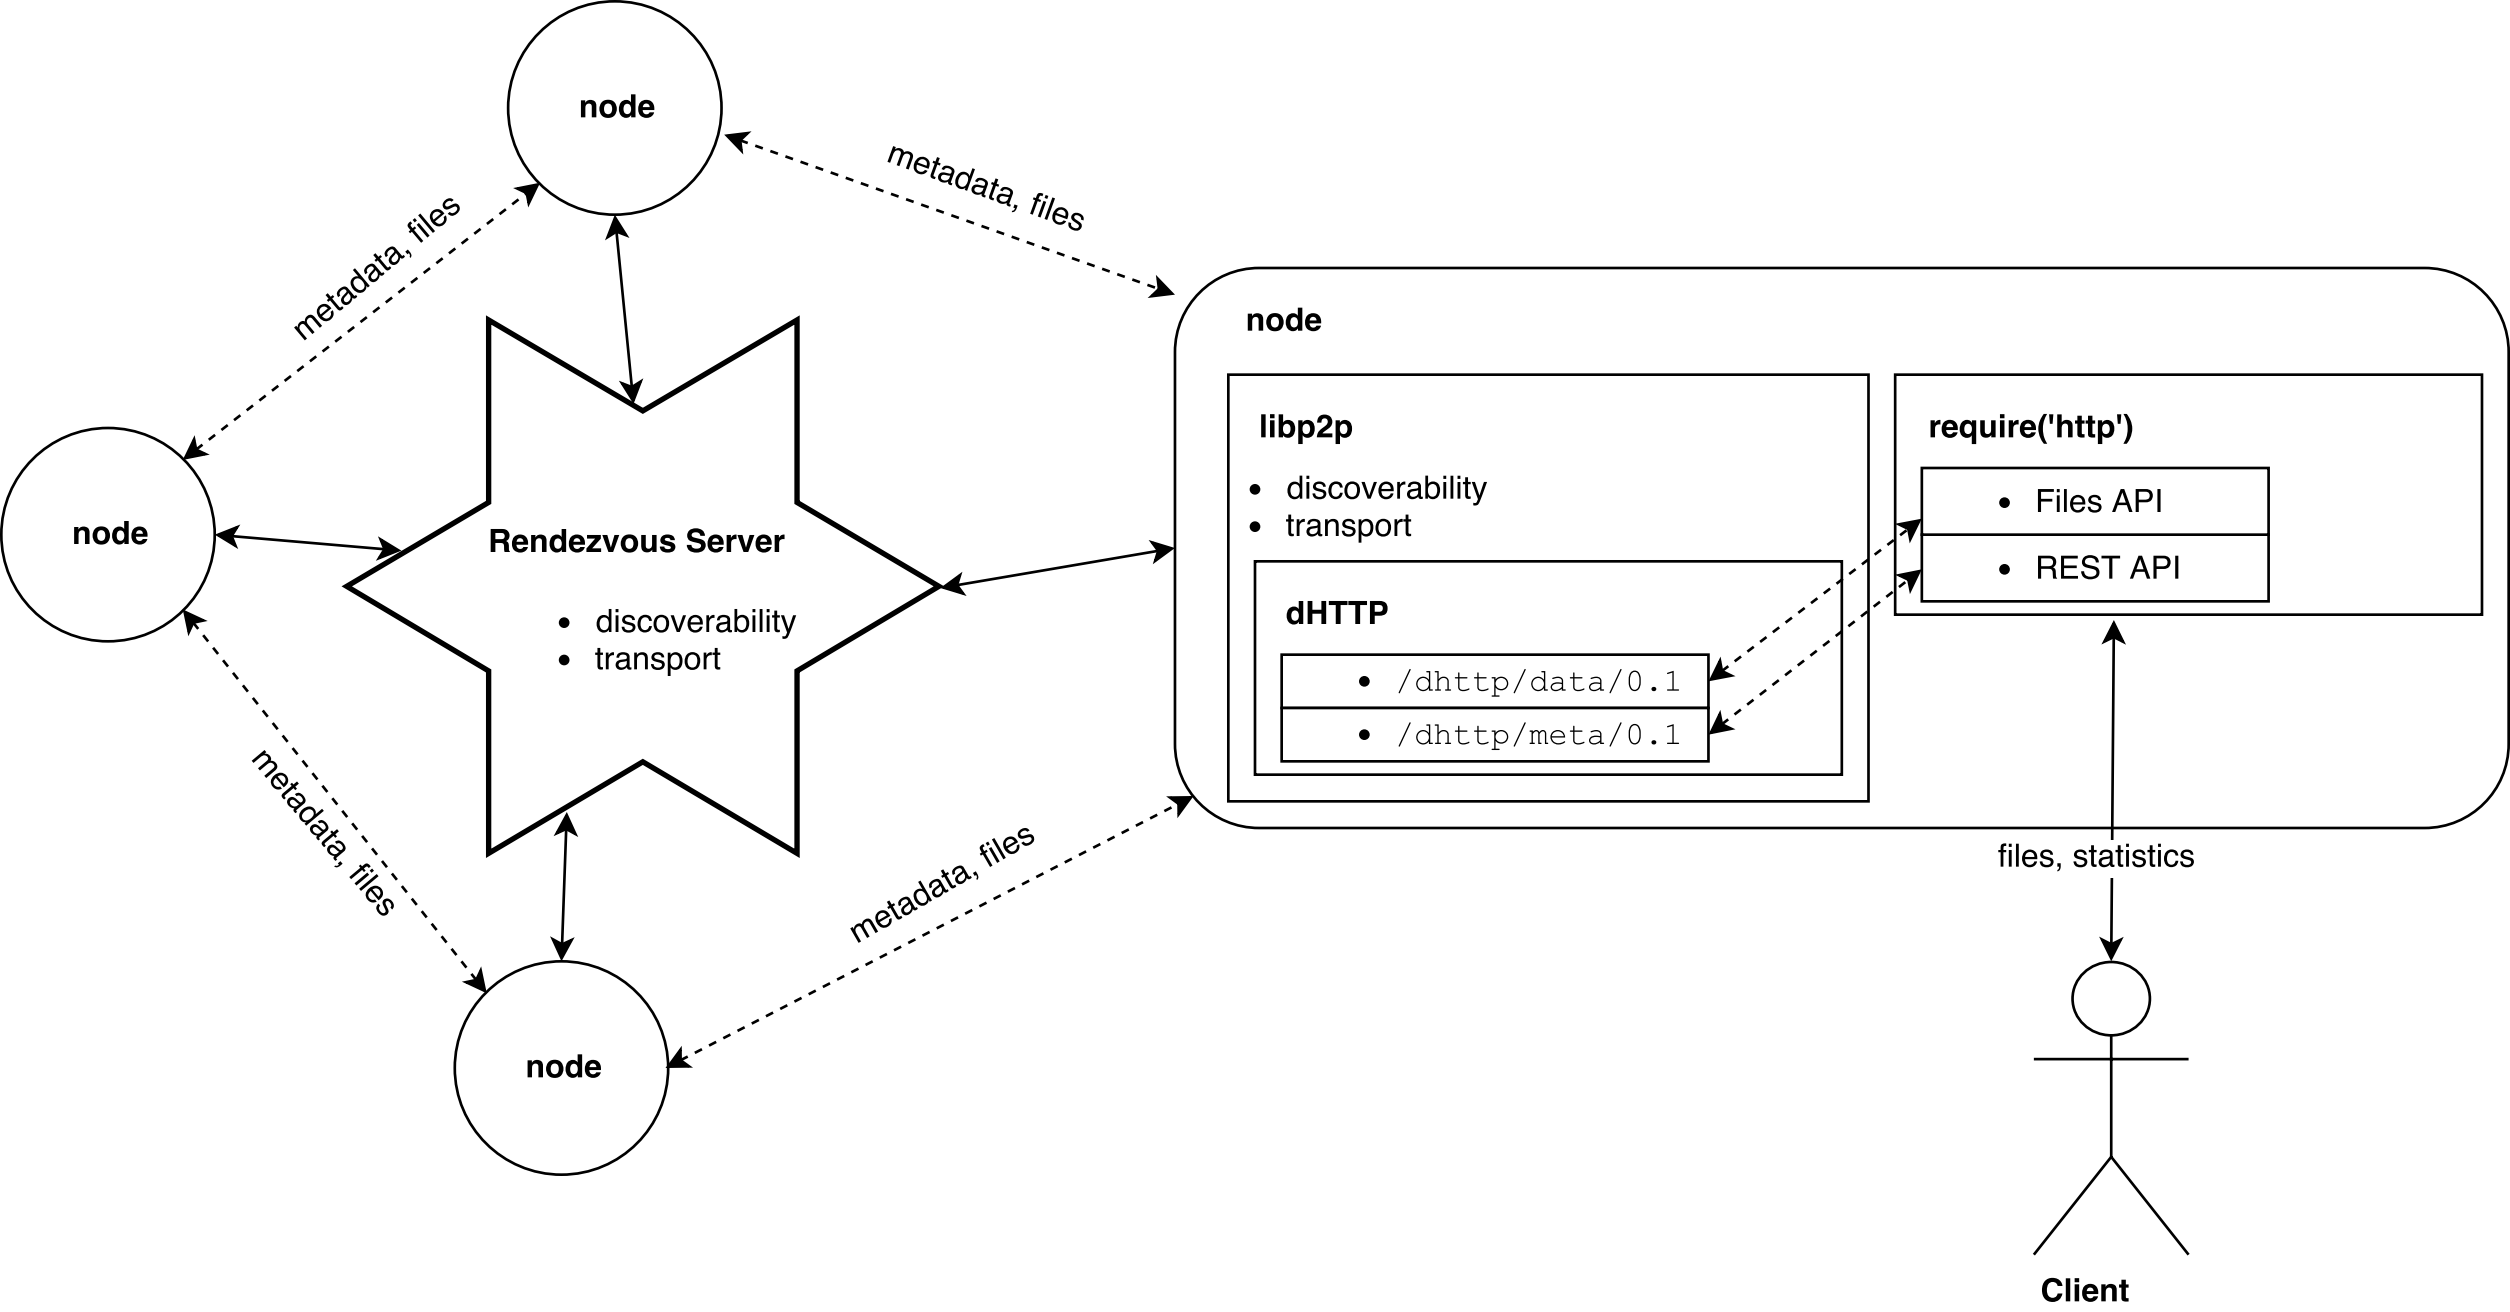 node
metadata, files
metadata, files
node
node
libp2p
• discoverability
• transport
require('http')
• Files API
• REST API
dHTTP
• /dhttp/data/0.1
• /dhttp/meta/0.1
node
Rendezvous Server
• discoverability
• transport
metadata, files
metadata, files
files, statistics
node
Client